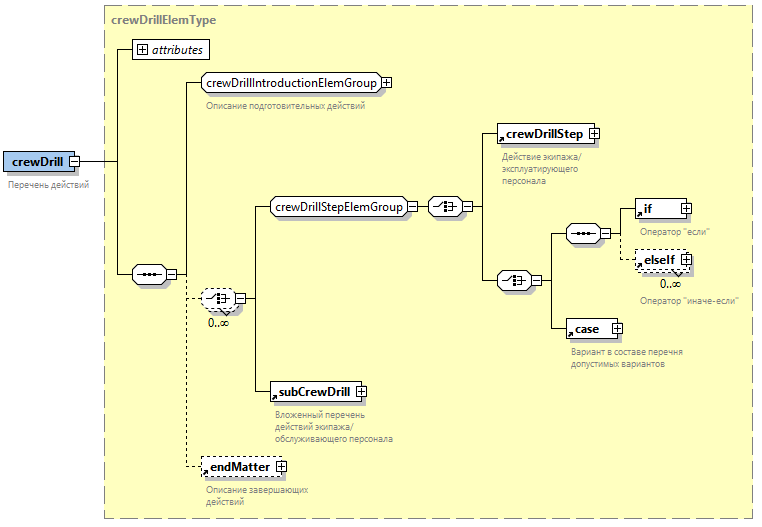 crewDrillElemType
attributes
crewDrillIntroductionElemGroup
Описание подготовительных действий
crewDrill
Перечень действий
crewDrillStep
Действие экипажа/
эксплуатирующего
персонала
crewDrillStepElemGroup
if
Оператор "если"
elseIf
0..∞
Оператор "иначе-если"
0..∞
case
Вариант в составе перечня
допустимых вариантов
subCrewDrill
Вложенный перечень
действий экипажа/
обслуживающего персонала
endMatter
Описание завершающих
действий